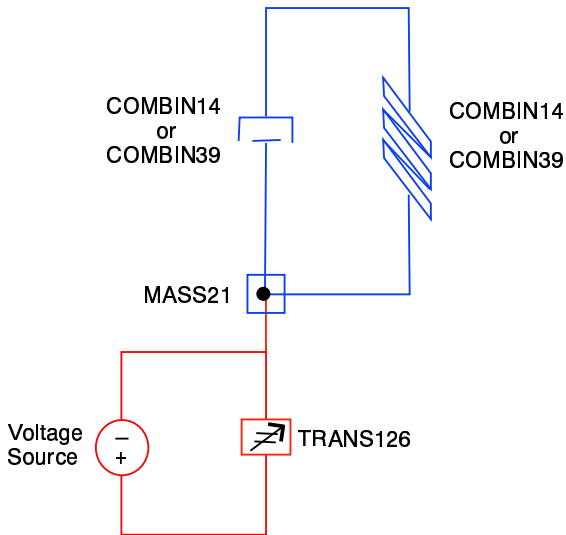 COMBIN14
or
COMBIN39
COMBIN14
or
COMBIN39
MASS21
Voltage
Source
−
+
TRANS126